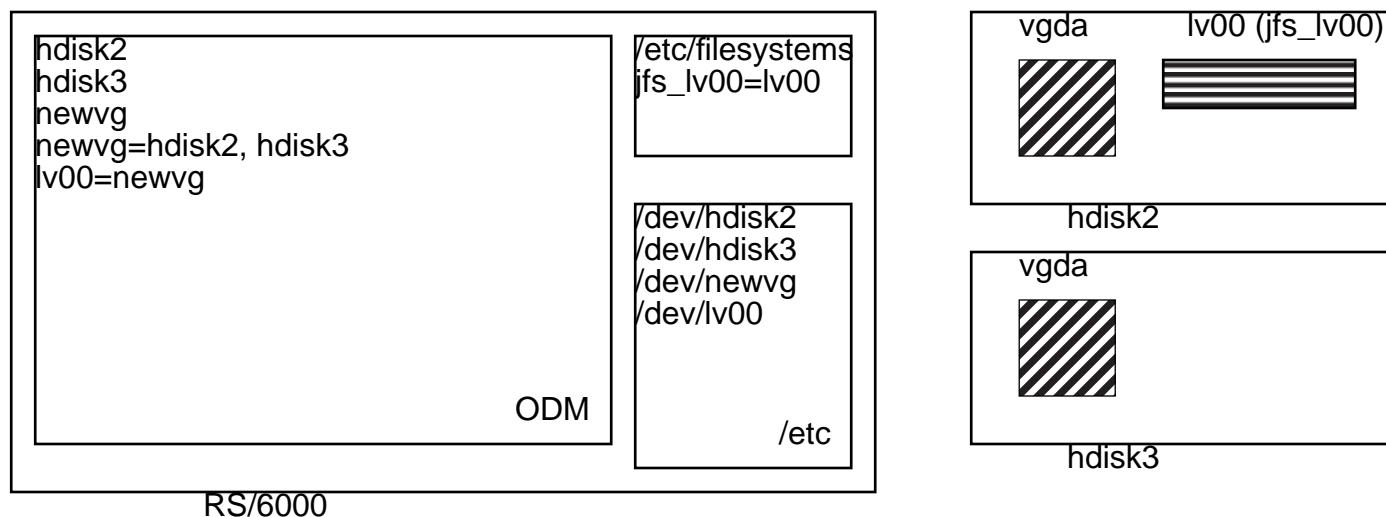 hdisk2
hdisk3
newvg
newvg=hdisk2, hdisk3
lv00=newvg
ODM
/etc/filesystems
jfs_lv00=lv00
/dev/hdisk2
/dev/hdisk3
/dev/newvg
/dev/lv00
/etc
RS/6000
vgda lv00 (jfs_lv00)
hdisk2
vgda
hdisk3